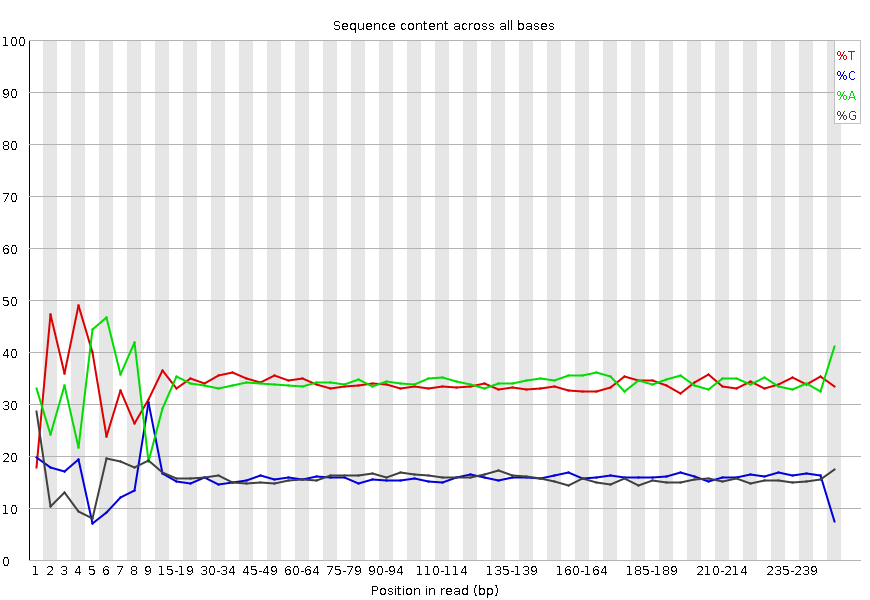 Sequence content across all bases
100
90
80
70
60
50
40
30
20
10
0
%T
%C
%A
%G
1 2 3 4 5 6 7 8 9 15-19 30-34 45-49 60-64 75-79 90-94 110-114 135-139 160-164 185-189 210-214 235-239
Position in read (bp)